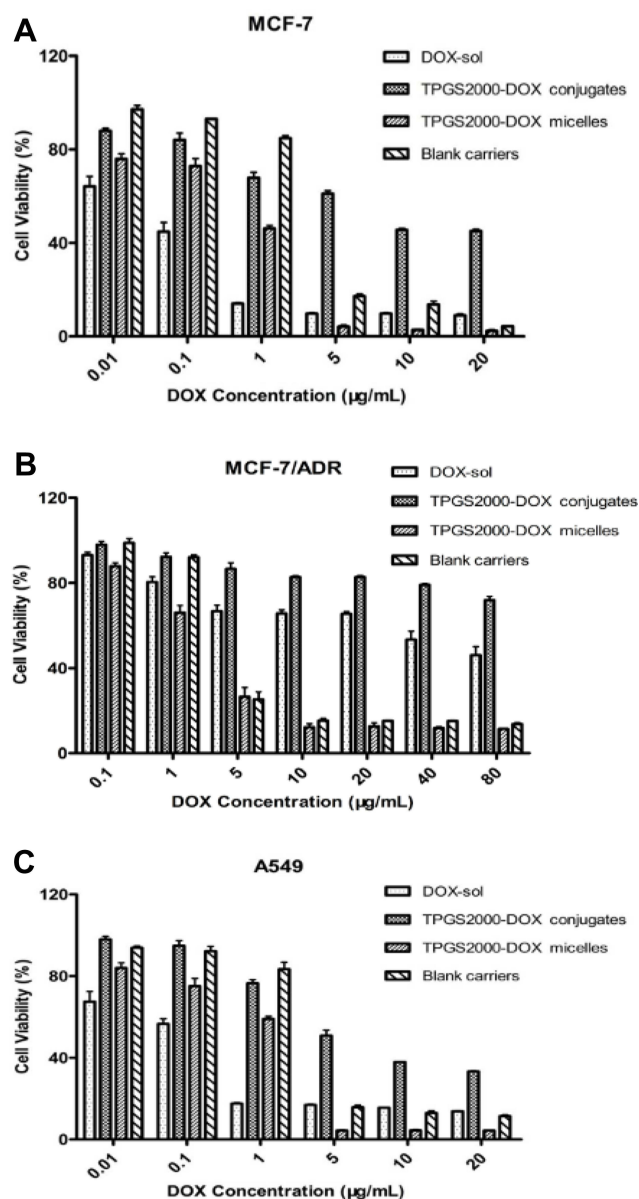 A
MCF-7
DOX-sol
TPGS2000-DOX conjugates
TPGS2000-DOX micelles
Blank carriers
Cell Viability (%)
120
80
40
0
0.01
0.1
1
5
10
20
DOX Concentration (µg/mL)
B
MCF-7/ADR
DOX-sol
TPGS2000-DOX conjugates
TPGS2000-DOX micelles
Blank carriers
Cell Viability (%)
120
80
40
0
0.1
1
5
10
20
40
80
DOX Concentration (µg/mL)
C
A549
DOX-sol
TPGS2000-DOX conjugates
TPGS2000-DOX micelles
Blank carriers
Cell Viability (%)
120
80
40
0
0.01
0.1
1
5
10
20
DOX Concentration (µg/mL)